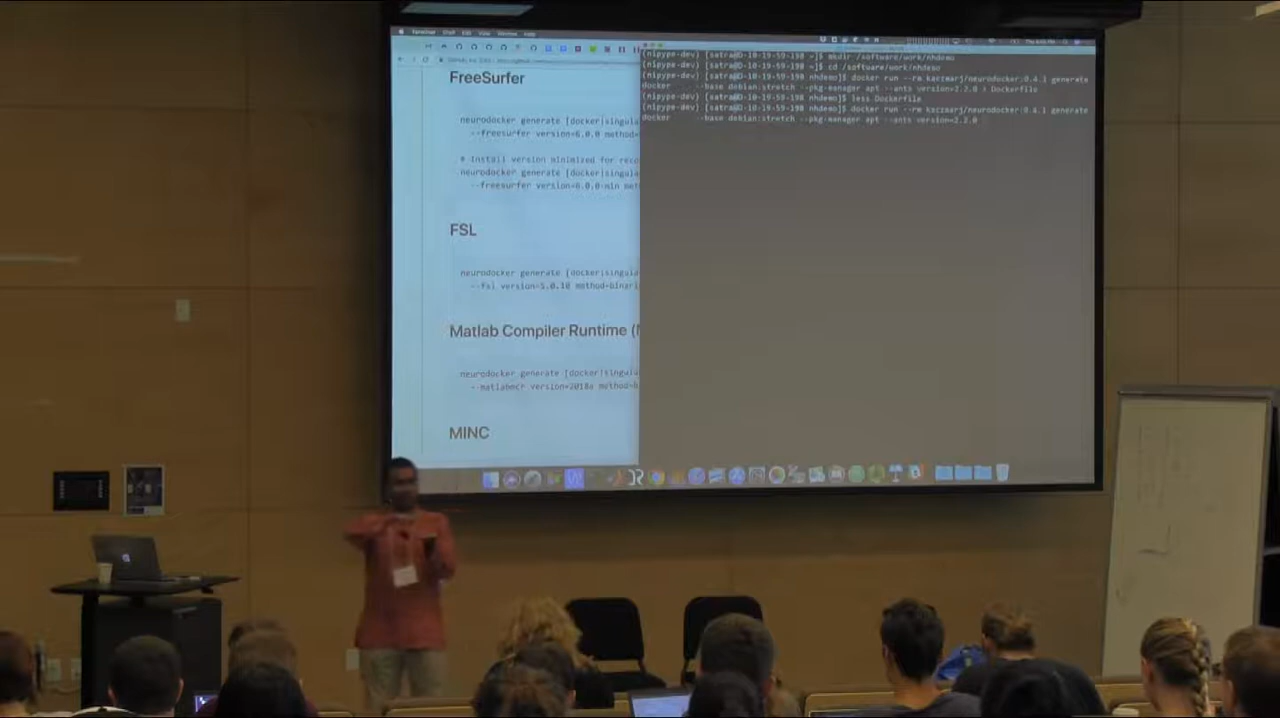 Terminal Shell Edit View Window Help
FreeSurfer
neurodocker generate [docker|singula
--freesurfer version=6.0.0 method=
# Install version minimized for reco
neurodocker generate [docker|singula
--freesurfer version=6.0.0-min met
FSL
neurodocker generate [docker|singula
--fsl version=5.0.10 method=binari
Matlab Compiler Runtime (M
neurodocker generate [docker|singula
--matlabmcr version=2018a method=b
MINC
(nipype-dev) [satra@D-10-19-59-198 ~]$ mkdir /software/work/nhdemo
(nipype-dev) [satra@D-10-19-59-198 ~]$ cd /software/work/nhdemo
(nipype-dev) [satra@D-10-19-59-198 nhdemo]$ docker run --rm kaczmarj/neurodocker:0.4.1 generate
docker --base debian:stretch --pkg-manager apt --ants version=2.2.0 > Dockerfile
(nipype-dev) [satra@D-10-19-59-198 nhdemo]$ less Dockerfile
(nipype-dev) [satra@D-10-19-59-198 nhdemo]$ docker run --rm kaczmarj/neurodocker:0.4.1 generate
docker --base debian:stretch --pkg-manager apt --ants version=2.2.0